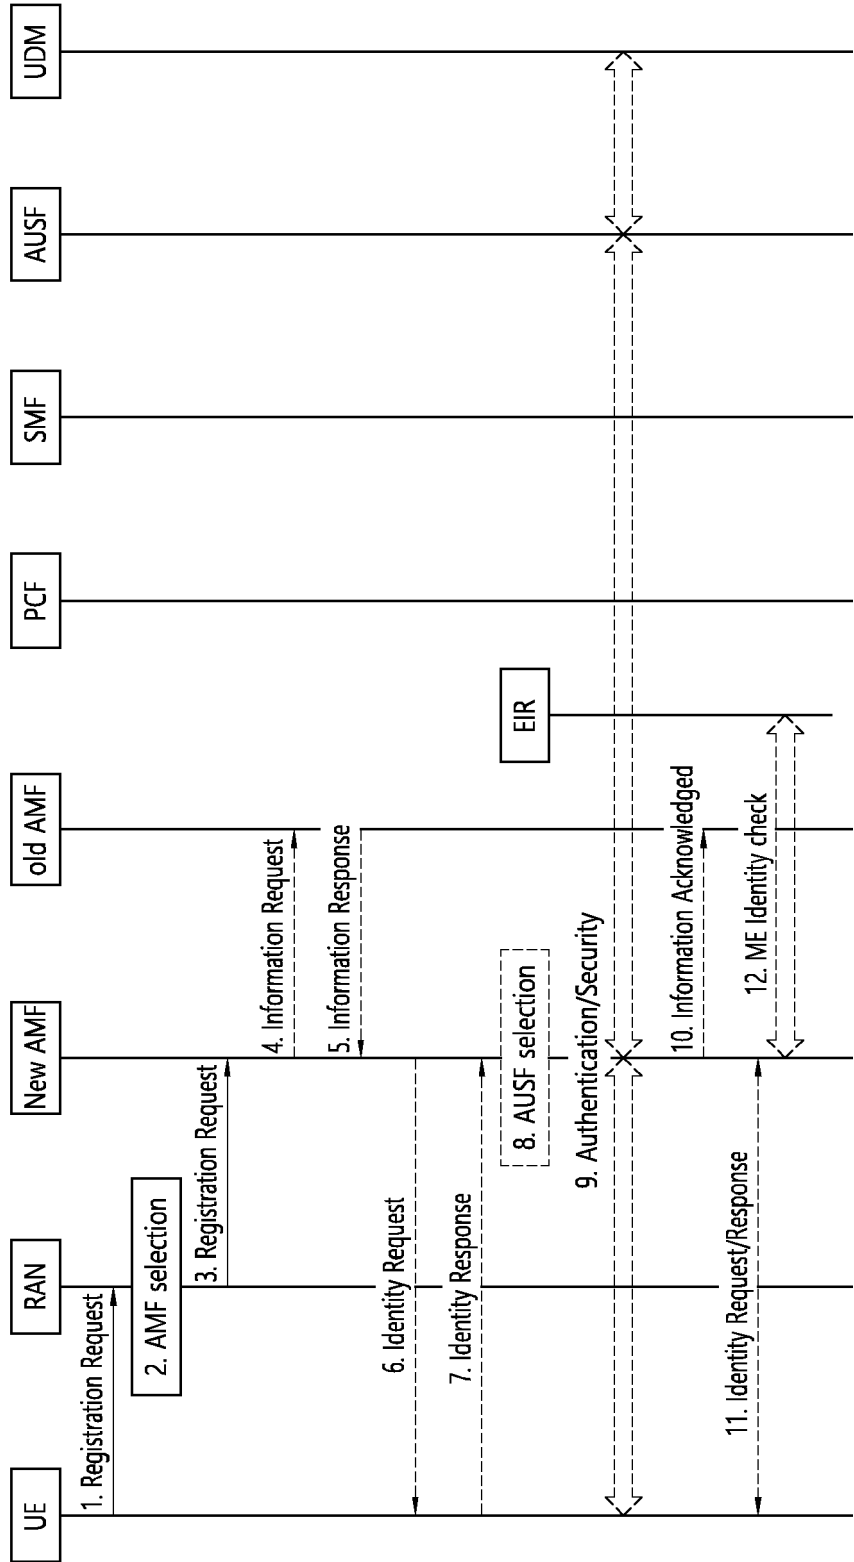 UE
RAN
New AMF
old AMF
EIR
PCF
SMF
AUSF
UDM
1. Registration Request
2. AMF selection
3. Registration Request
4. Information Request
5. Information Response
6. Identity Request
7. Identity Response
8. AUSF selection
9. Authentication/Security
10. Information Acknowledged
11. Identity Request/Response
12. ME Identity check